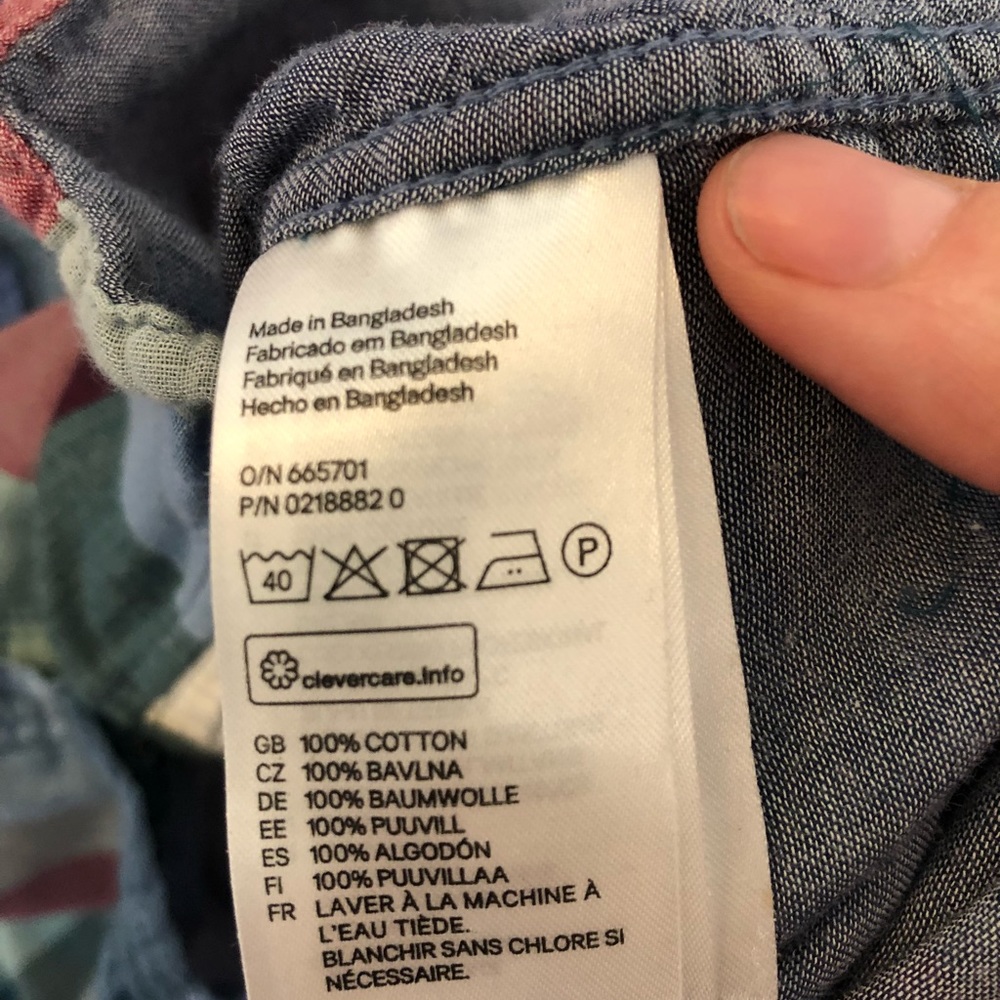 Made in Bangladesh
Fabricado em Bangladesh
Fabriqué en Bangladesh
Hecho en Bangladesh
O/N 665701
P/N 0218882 0
40 P
clevercare.info
GB 100% COTTON
CZ 100% BAVLNA
DE 100% BAUMWOLLE
EE 100% PUUVILL
ES 100% ALGODÓN
FI 100% PUUVILLAA
FR LAVER À LA MACHINE À
L'EAU TIÈDE.
BLANCHIR SANS CHLORE SI
NÉCESSAIRE.